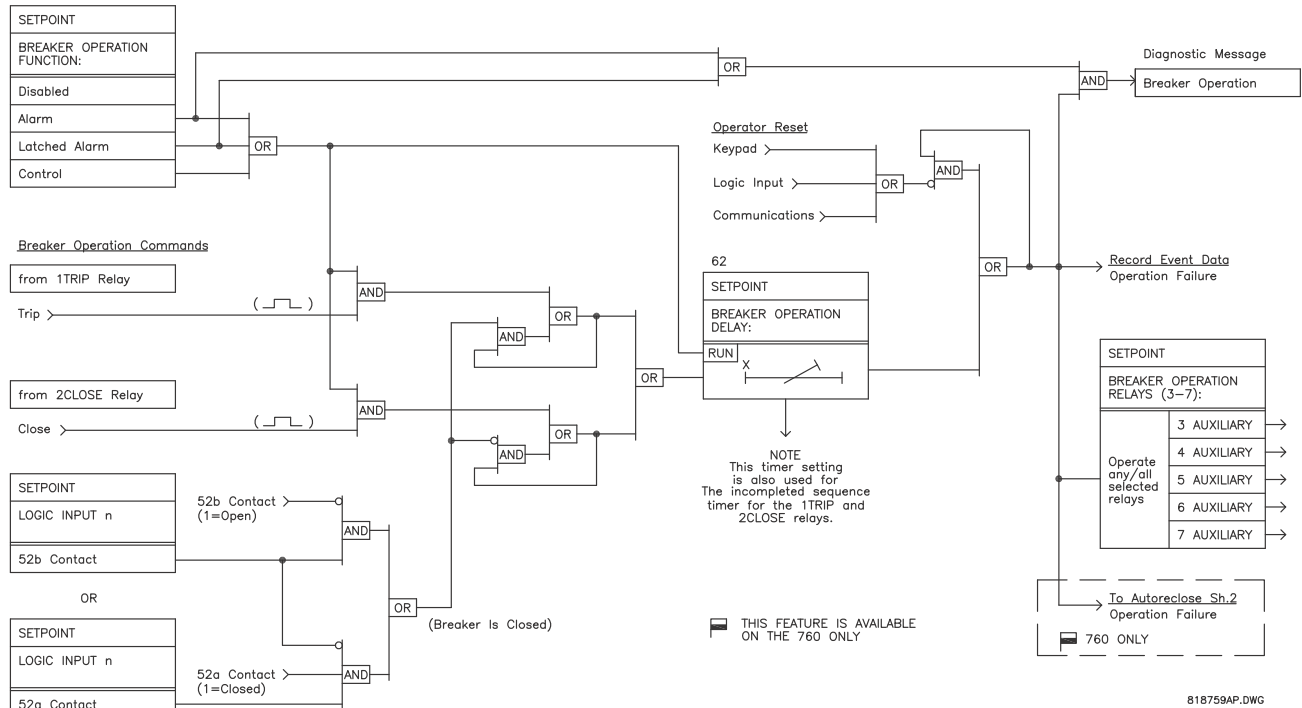 SETPOINT
BREAKER OPERATION
FUNCTION:
Disabled
Alarm
Latched Alarm
Control
OR
OR
AND
Diagnostic Message
Breaker Operation
Operator Reset
Keypad
Logic Input
Communications
OR
AND
OR
Record Event Data
Operation Failure
Breaker Operation Commands
from 1TRIP Relay
Trip
( )
AND
from 2CLOSE Relay
Close
( )
AND
AND
OR
AND
OR
OR
62
SETPOINT
BREAKER OPERATION
DELAY:
RUN
X
NOTE
This timer setting
is also used for
The incompleted sequence
timer for the 1TRIP and
2CLOSE relays.
SETPOINT
BREAKER OPERATION
RELAYS (3–7):
Operate
any/all
selected
relays
3 AUXILIARY
4 AUXILIARY
5 AUXILIARY
6 AUXILIARY
7 AUXILIARY
SETPOINT
LOGIC INPUT n
52b Contact
52b Contact
(1=Open)
AND
OR
OR
(Breaker Is Closed)
SETPOINT
LOGIC INPUT n
52a Contact
52a Contact
(1=Closed)
AND
THIS FEATURE IS AVAILABLE
ON THE 760 ONLY
To Autoreclose Sh.2
Operation Failure
760 ONLY
818759AP.DWG